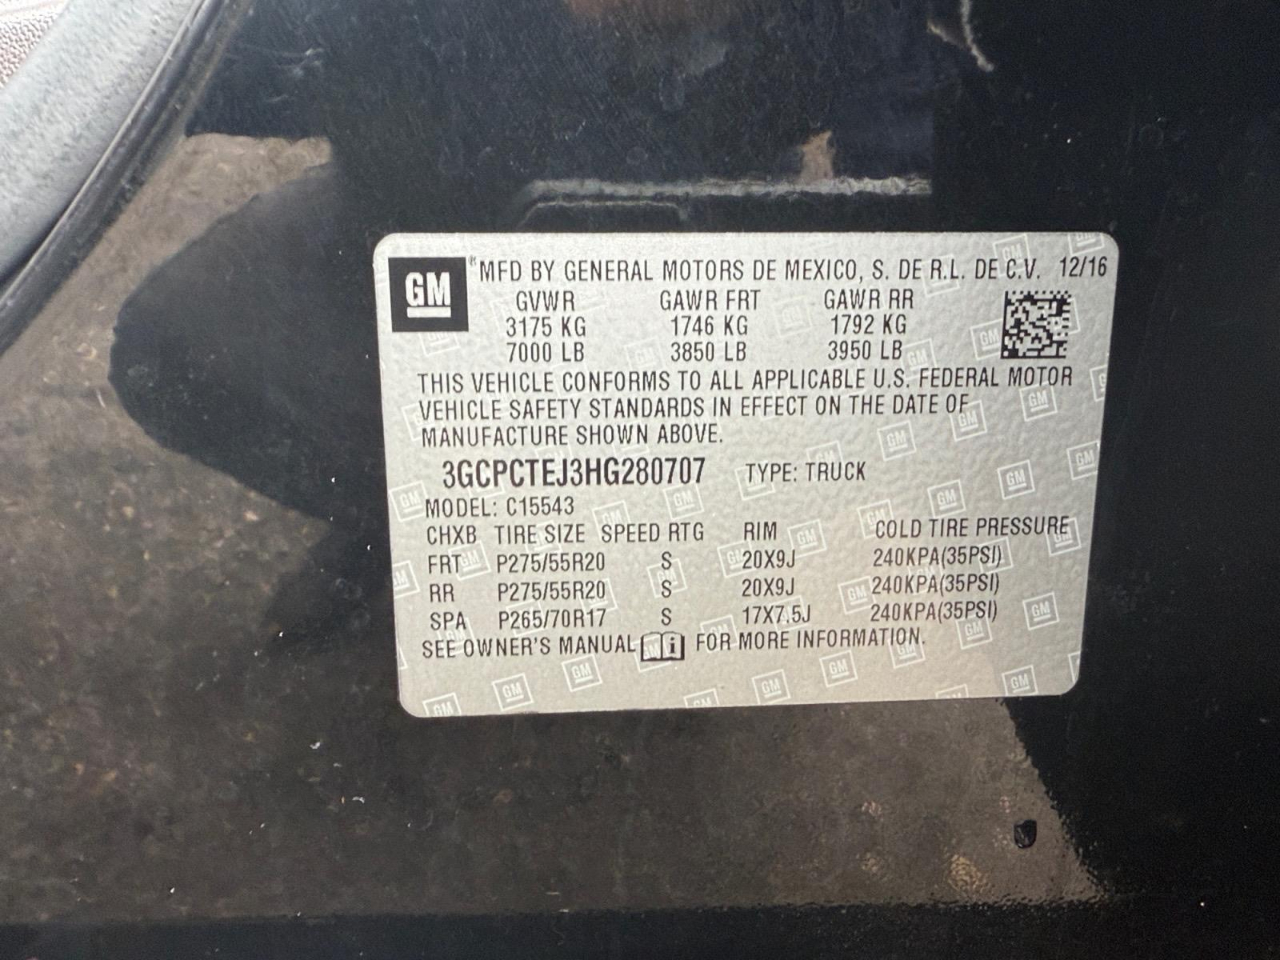 GM ® MFD BY GENERAL MOTORS DE MEXICO, S. DE R.L. DE C.V. 12/16
GVWR GAWR FRT GAWR RR
3175 KG 1746 KG 1792 KG
7000 LB 3850 LB 3950 LB
THIS VEHICLE CONFORMS TO ALL APPLICABLE U.S. FEDERAL MOTOR
VEHICLE SAFETY STANDARDS IN EFFECT ON THE DATE OF
MANUFACTURE SHOWN ABOVE.
3GCPCTEJ3HG280707 TYPE: TRUCK
MODEL: C15543
CHXB TIRE SIZE SPEED RTG RIM COLD TIRE PRESSURE
FRT P275/55R20 S 20X9J 240KPA(35PSI)
RR P275/55R20 S 20X9J 240KPA(35PSI)
SPA P265/70R17 S 17X7.5J 240KPA(35PSI)
SEE OWNER'S MANUAL i FOR MORE INFORMATION.